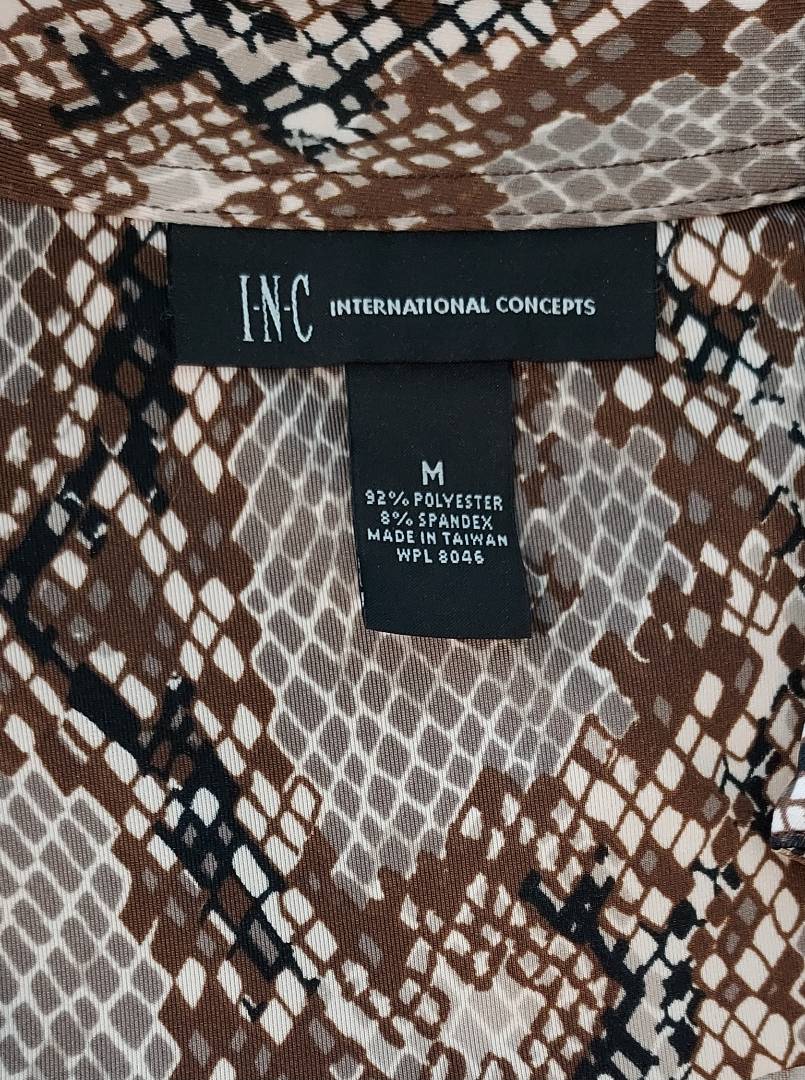 I-N-C INTERNATIONAL CONCEPTS
M
92% POLYESTER
8% SPANDEX
MADE IN TAIWAN
WPL 8046